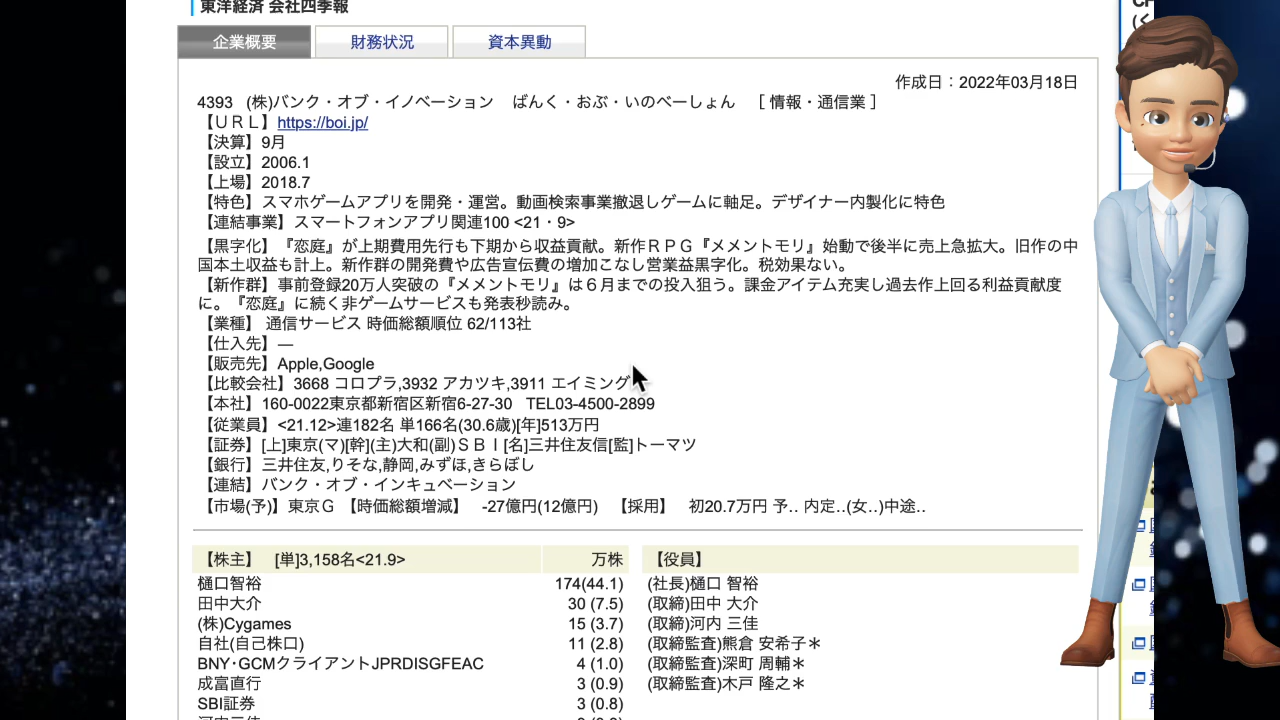 東洋経済 会社四季報
企業概要
財務状況
資本異動
作成日：2022年03月18日
4393 (株)バンク・オブ・イノベーション ばんく・おぶ・いのべーしょん ［ 情報・通信業 ］
【ＵＲＬ】https://boi.jp/
【決算】9月
【設立】2006.1
【上場】2018.7
【特色】スマホゲームアプリを開発・運営。動画検索事業撤退しゲームに軸足。デザイナー内製化に特色
【連結事業】スマートフォンアプリ関連100 <21・9>
【黒字化】『恋庭』が上期費用先行も下期から収益貢献。新作ＲＰＧ『メメントモリ』始動で後半に売上急拡大。旧作の中
国本土収益も計上。新作群の開発費や広告宣伝費の増加こなし営業益黒字化。税効果ない。
【新作群】事前登録20万人突破の『メメントモリ』は６月までの投入狙う。課金アイテム充実し過去作上回る利益貢献度
に。『恋庭』に続く非ゲームサービスも発表秒読み。
【業種】 通信サービス 時価総額順位 62/113社
【仕入先】―
【販売先】Apple,Google
【比較会社】3668 コロプラ,3932 アカツキ,3911 エイミング
【本社】160-0022東京都新宿区新宿6-27-30 TEL03-4500-2899
【従業員】<21.12>連182名 単166名(30.6歳)[年]513万円
【証券】[上]東京(マ)[幹](主)大和(副)ＳＢＩ[名]三井住友信[監]トーマツ
【銀行】三井住友,りそな,静岡,みずほ,きらぼし
【連結】バンク・オブ・インキュベーション
【市場(予)】東京Ｇ 【時価総額増減】 -27億円(12億円) 【採用】 初20.7万円 予‥ 内定‥(女‥)中途‥
【株主】 [単]3,158名<21.9> 万株 【役員】
樋口智裕 174(44.1) (社長)樋口 智裕
田中大介 30 (7.5) (取締)田中 大介
(株)Cygames 15 (3.7) (取締)河内 三佳
自社(自己株口) 11 (2.8) (取締監査)熊倉 安希子＊
BNY･GCMクライアントJPRDISGFEAC 4 (1.0) (取締監査)深町 周輔＊
成富直行 3 (0.9) (取締監査)木戸 隆之＊
SBI証券 3 (0.8)